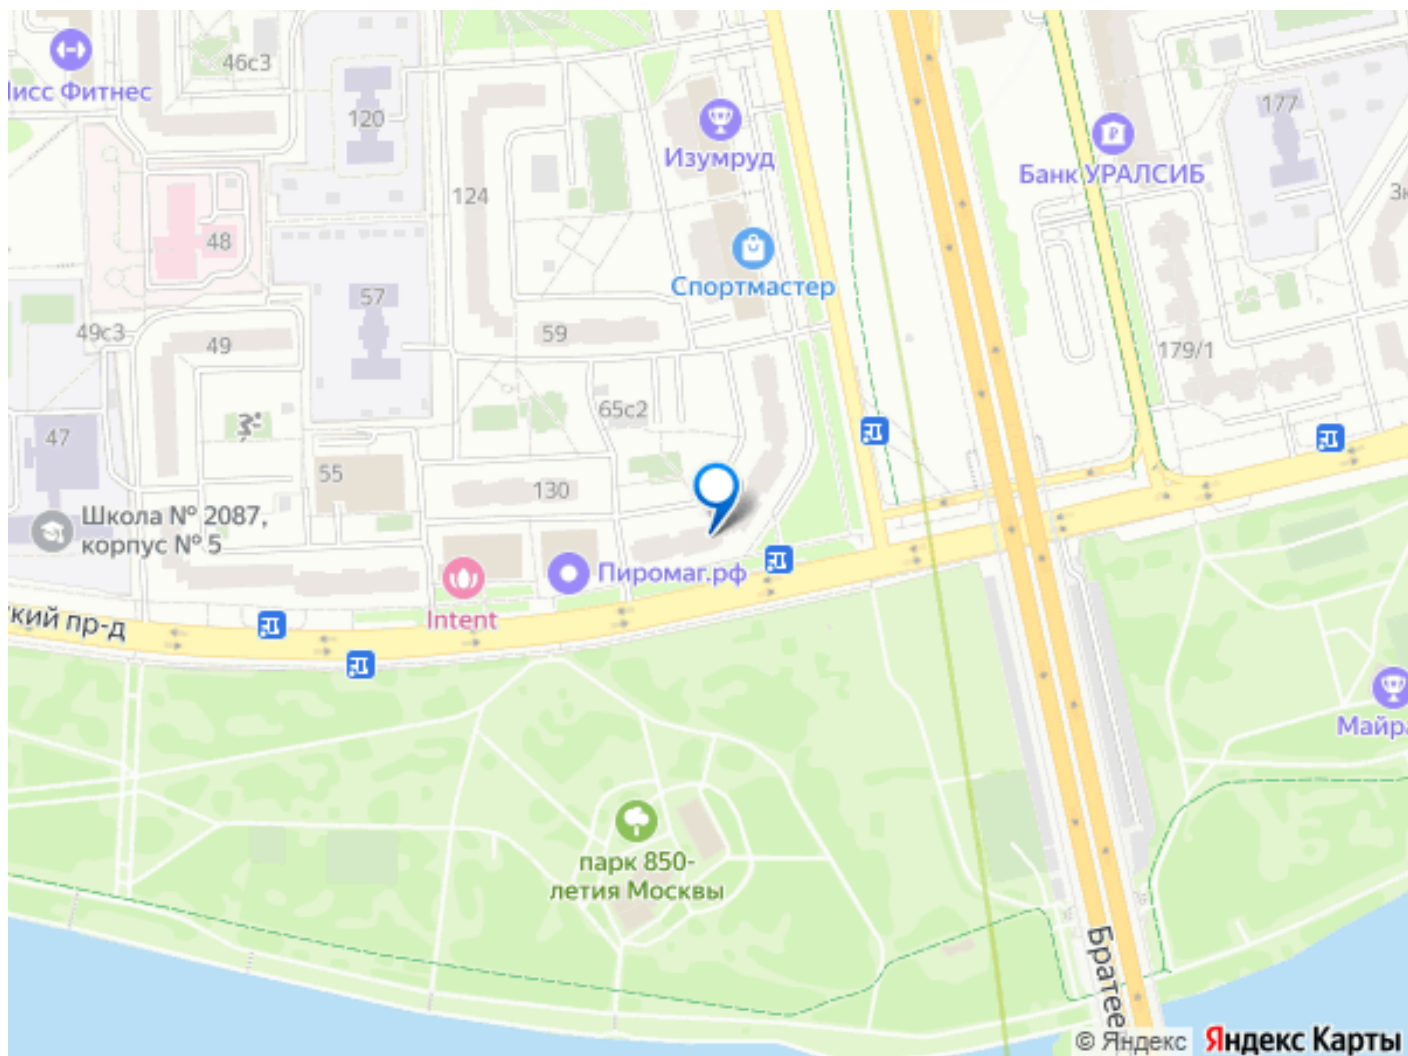 46с3
исс Фитнес
120
177
Изумруд
Банк УРАЛСИБ
124
48
Спортмастер
57
49с3
49
59
179/1
65с2
47
55
130
Школа № 2087,
корпус № 5
Пиромаг.рф
Intent
кий пр-д
Майра
парк 850-
летия Москвы
Братее
© Яндекс
Яндекс Карты